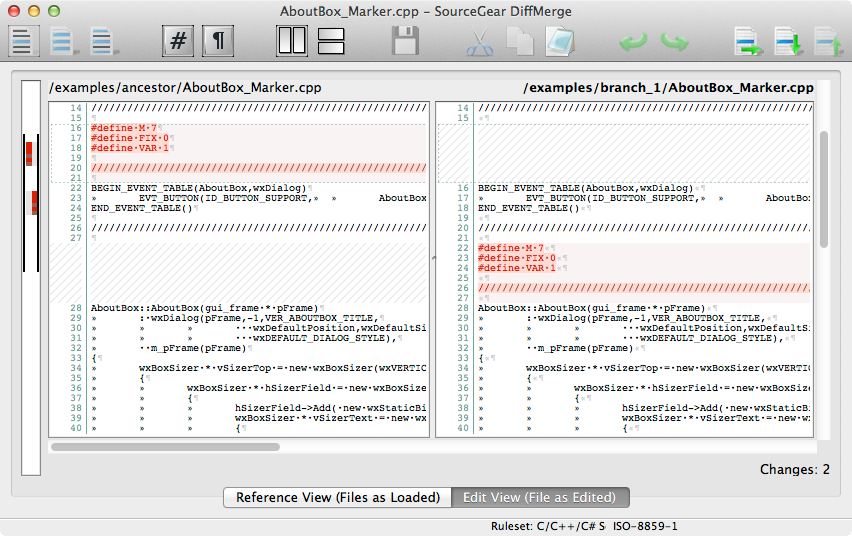 AboutBox_Marker.cpp – SourceGear DiffMerge
# ¶
/examples/ancestor/AboutBox_Marker.cpp
14 ////////////////////////////////////////////////////////
15 ¶
16 #define·M·7¶
17 #define·FIX·0¶
18 #define·VAR·1¶
19 ¶
20 ////////////////////////////////////////////////////////
21 ¶
22 BEGIN_EVENT_TABLE(AboutBox,wxDialog)¶
23 » EVT_BUTTON(ID_BUTTON_SUPPORT,» » AboutBox
24 END_EVENT_TABLE()¶
25 ¶
26 ////////////////////////////////////////////////////////
27 ¶
28 AboutBox::AboutBox(gui_frame·*·pFrame)¶
29 » :·wxDialog(pFrame,-1,VER_ABOUTBOX_TITLE,¶
30 » » » ···wxDefaultPosition,wxDefaultSi
31 » » » ···wxDEFAULT_DIALOG_STYLE),¶
32 » ··m_pFrame(pFrame)¶
33 {¶
34 » wxBoxSizer·*·vSizerTop·=·new·wxBoxSizer(wxVERTIC
35 » {¶
36 » » wxBoxSizer·*·hSizerField·=·new·wxBoxSize
37 » » {¶
38 » » » hSizerField->Add(·new·wxStaticBi
39 » » » wxBoxSizer·*·vSizerText·=·new·wx
40 » » » {¶
/examples/branch_1/AboutBox_Marker.cpp
14 ////////////////////////////////////////////////////////
15 ¤¶
16 BEGIN_EVENT_TABLE(AboutBox,wxDialog)¤¶
17 » EVT_BUTTON(ID_BUTTON_SUPPORT,» » AboutBo
18 END_EVENT_TABLE()¤¶
19 ¤¶
20 ////////////////////////////////////////////////////////
21 ¤¶
22 #define·M·7¤¶
23 #define·FIX·0¤¶
24 #define·VAR·1¤¶
25 ¤¶
26 ////////////////////////////////////////////////////////
27 ¤¶
28 AboutBox::AboutBox(gui_frame·*·pFrame)¤¶
29 » :·wxDialog(pFrame,-1,VER_ABOUTBOX_TITLE,¤¶
30 » » » ···wxDefaultPosition,wxDefaultS
31 » » » ···wxDEFAULT_DIALOG_STYLE),¤¶
32 » ··m_pFrame(pFrame)¤¶
33 {¤¶
34 » wxBoxSizer·*·vSizerTop·=·new·wxBoxSizer(wxVERTI
35 » {¤¶
36 » » wxBoxSizer·*·hSizerField·=·new·wxBoxSiz
37 » » {¤¶
38 » » » hSizerField->Add(·new·wxStaticB
39 » » » wxBoxSizer·*·vSizerText·=·new·w
40 » » » {¤¶
Changes: 2
Reference View (Files as Loaded) Edit View (File as Edited)
Ruleset: C/C++/C# S ISO-8859-1